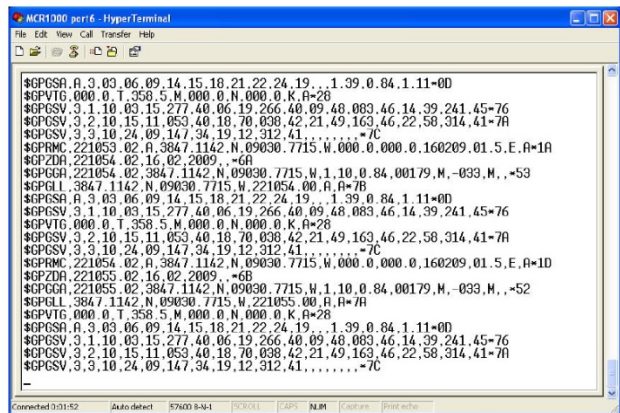 MCR1000 port6 - HyperTerminal
File Edit View Call Transfer Help
$GPGSA,A,3,03,06,09,14,15,18,21,22,24,19,,,1.39,0.84,1.11*0D
$GPVTG,000.0,T,358.5,M,000.0,N,000.0,K,A*28
$GPGSV,3,1,10,03,15,277,40,06,19,266,40,09,48,083,46,14,39,241,45*76
$GPGSV,3,2,10,15,11,053,40,18,70,038,42,21,49,163,46,22,58,314,41*7A
$GPGSV,3,3,10,24,09,147,34,19,12,312,41,,,,,,,,*7C
$GPRMC,221053.02,A,3847.1142,N,09030.7715,W,000.0,000.0,160209,01.5,E,A*1A
$GPZDA,221054.02,16,02,2009,,*6A
$GPGGA,221054.02,3847.1142,N,09030.7715,W,1,10,0.84,00179,M,-033,M,,*53
$GPGLL,3847.1142,N,09030.7715,W,221054.00,A,A*7B
$GPGSA,A,3,03,06,09,14,15,18,21,22,24,19,,,1.39,0.84,1.11*0D
$GPGSV,3,1,10,03,15,277,40,06,19,266,40,09,48,083,46,14,39,241,45*76
$GPVTG,000.0,T,358.5,M,000.0,N,000.0,K,A*28
$GPGSV,3,2,10,15,11,053,40,18,70,038,42,21,49,163,46,22,58,314,41*7A
$GPGSV,3,3,10,24,09,147,34,19,12,312,41,,,,,,,,*7C
$GPRMC,221054.02,A,3847.1142,N,09030.7715,W,000.0,000.0,160209,01.5,E,A*1D
$GPZDA,221055.02,16,02,2009,,*6B
$GPGGA,221055.02,3847.1142,N,09030.7715,W,1,10,0.84,00179,M,-033,M,,*52
$GPGLL,3847.1142,N,09030.7715,W,221055.00,A,A*7A
$GPVTG,000.0,T,358.5,M,000.0,N,000.0,K,A*28
$GPGSA,A,3,03,06,09,14,15,18,21,22,24,19,,,1.39,0.84,1.11*0D
$GPGSV,3,1,10,03,15,277,40,06,19,266,40,09,48,083,46,14,39,241,45*76
$GPGSV,3,2,10,15,11,053,40,18,70,038,42,21,49,163,46,22,58,314,41*7A
$GPGSV,3,3,10,24,09,147,34,19,12,312,41,,,,,,,,*7C
_
Connected 0:01:52 Auto detect 57600 8-N-1 SCROLL CAPS NUM Capture Print echo